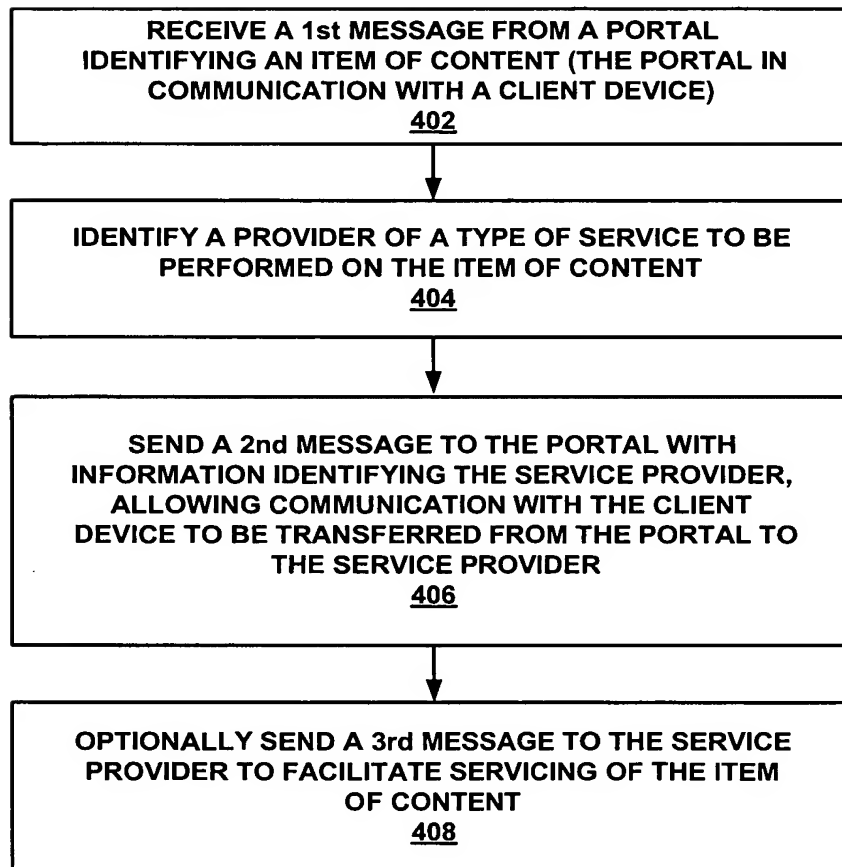 RECEIVE A 1st MESSAGE FROM A PORTAL
IDENTIFYING AN ITEM OF CONTENT (THE PORTAL IN
COMMUNICATION WITH A CLIENT DEVICE)
402
IDENTIFY A PROVIDER OF A TYPE OF SERVICE TO BE
PERFORMED ON THE ITEM OF CONTENT
404
SEND A 2nd MESSAGE TO THE PORTAL WITH
INFORMATION IDENTIFYING THE SERVICE PROVIDER,
ALLOWING COMMUNICATION WITH THE CLIENT
DEVICE TO BE TRANSFERRED FROM THE PORTAL TO
THE SERVICE PROVIDER
406
OPTIONALLY SEND A 3rd MESSAGE TO THE SERVICE
PROVIDER TO FACILITATE SERVICING OF THE ITEM
OF CONTENT
408